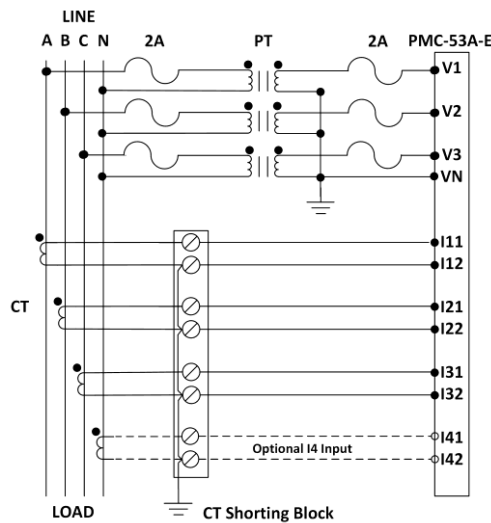 LINE
A B C N 2A PT 2A PMC-53A-E
V1
V2
V3
VN
I11
I12
CT
I21
I22
I31
I32
I41
Optional I4 Input
I42
LOAD CT Shorting Block